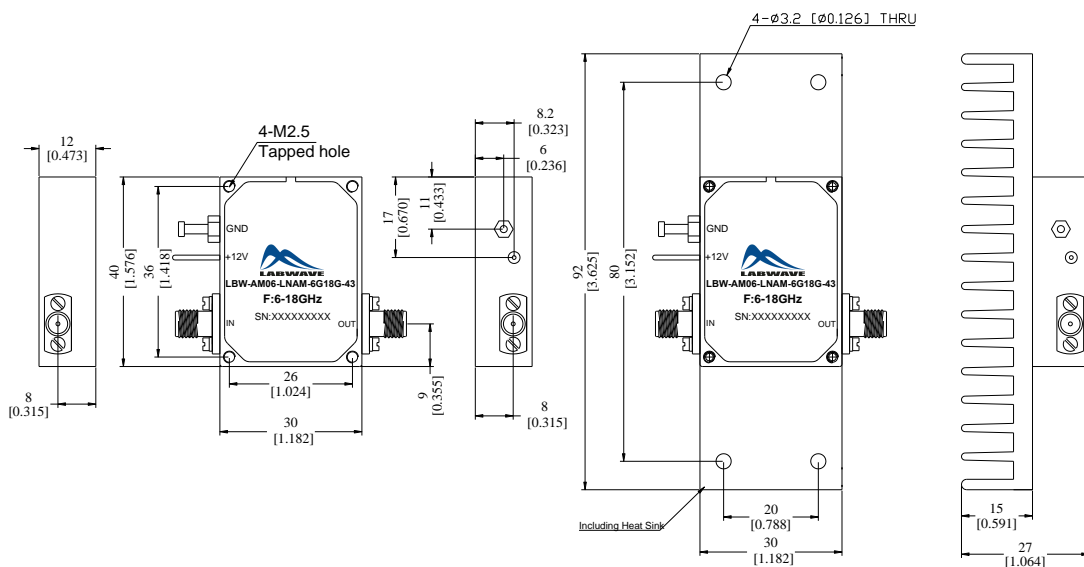 4-Ø3.2 [Ø0.126] THRU
12
[0.473]
4-M2.5
Tapped hole
8.2
[0.323]
6
[0.236]
11
[0.433]
17
[0.670]
40
[1.576]
36
[1.418]
GND
+12V
LABWAVE
LBW-AM06-LNAM-6G18G-43
F:6-18GHz
SN:XXXXXXXXX
IN
OUT
26
[1.024]
30
[1.182]
9
[0.355]
8
[0.315]
8
[0.315]
92
[3.625]
80
[3.152]
GND
+12V
LABWAVE
LBW-AM06-LNAM-6G18G-43
F:6-18GHz
SN:XXXXXXXXX
IN
OUT
Including Heat Sink
20
[0.788]
30
[1.182]
15
[0.591]
27
[1.064]